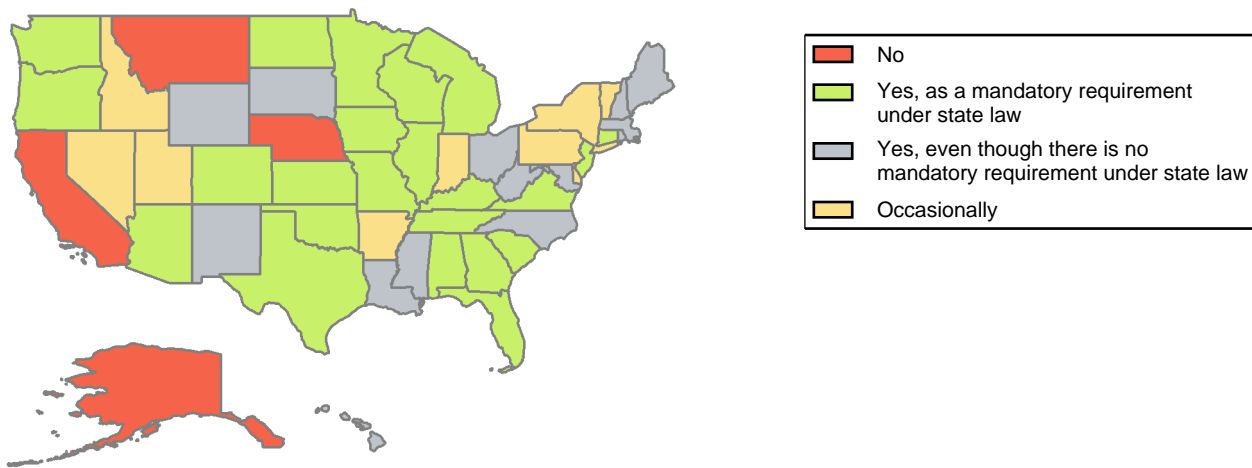 No
Yes, as a mandatory requirement
under state law
Yes, even though there is no
mandatory requirement under state law
Occasionally